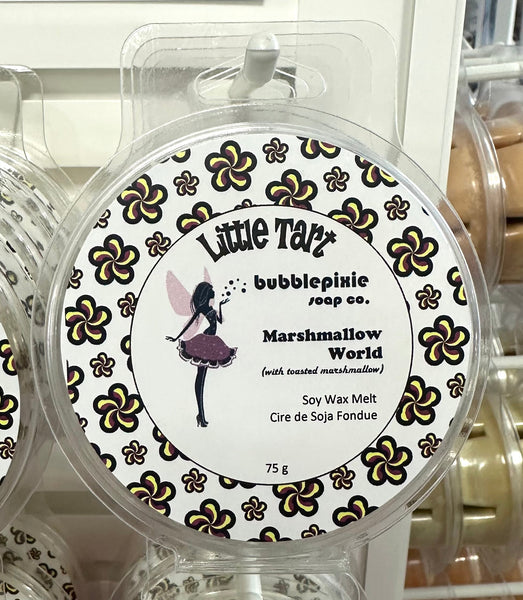 Little Tart
bubblepixie
soap co.
Marshmallow
World
(with toasted marshmallow)
Soy Wax Melt
Cire de Soja Fondue
75 g